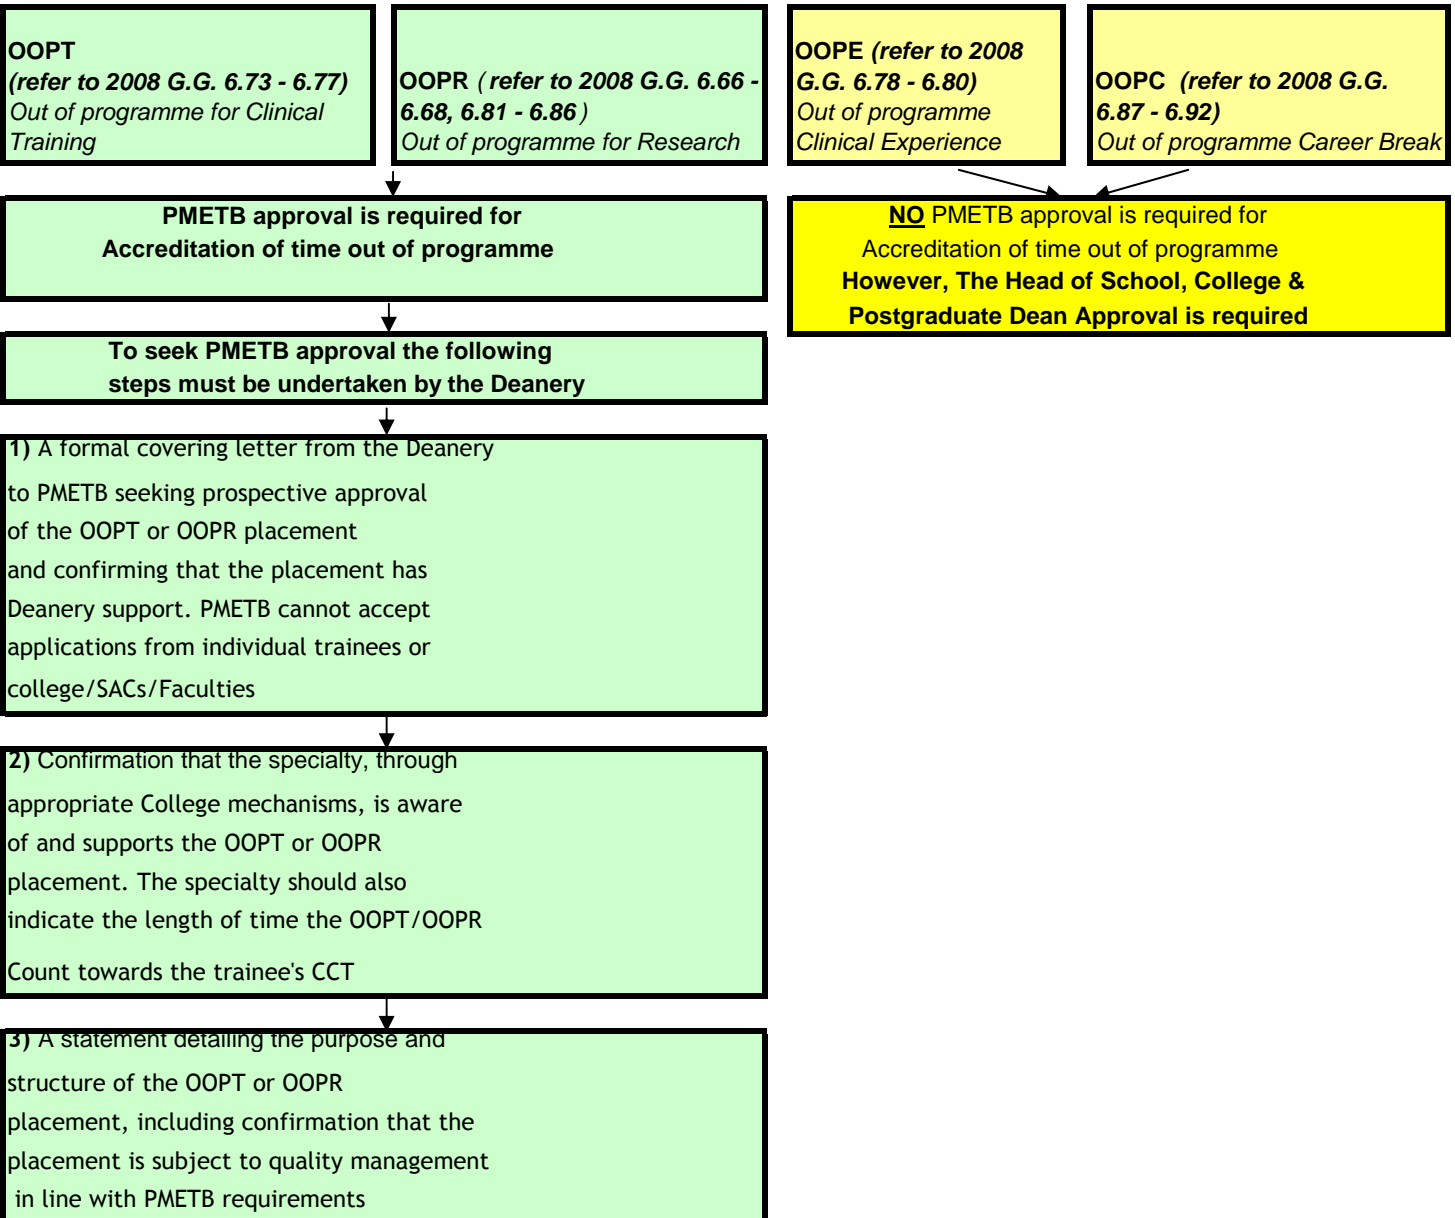 OOPT
(refer to 2008 G.G. 6.73 - 6.77)
Out of programme for Clinical
Training
OOPR ( refer to 2008 G.G. 6.66 -
6.68, 6.81 - 6.86 )
Out of programme for Research
OOPE (refer to 2008
G.G. 6.78 - 6.80)
Out of programme
Clinical Experience
OOPC (refer to 2008 G.G.
6.87 - 6.92)
Out of programme Career Break
PMETB approval is required for
Accreditation of time out of programme
NO PMETB approval is required for
Accreditation of time out of programme
However, The Head of School, College &
Postgraduate Dean Approval is required
To seek PMETB approval the following
steps must be undertaken by the Deanery
1) A formal covering letter from the Deanery
to PMETB seeking prospective approval
of the OOPT or OOPR placement
and confirming that the placement has
Deanery support. PMETB cannot accept
applications from individual trainees or
college/SACs/Faculties
2) Confirmation that the specialty, through
appropriate College mechanisms, is aware
of and supports the OOPT or OOPR
placement. The specialty should also
indicate the length of time the OOPT/OOPR
Count towards the trainee's CCT
3) A statement detailing the purpose and
structure of the OOPT or OOPR
placement, including confirmation that the
placement is subject to quality management
in line with PMETB requirements